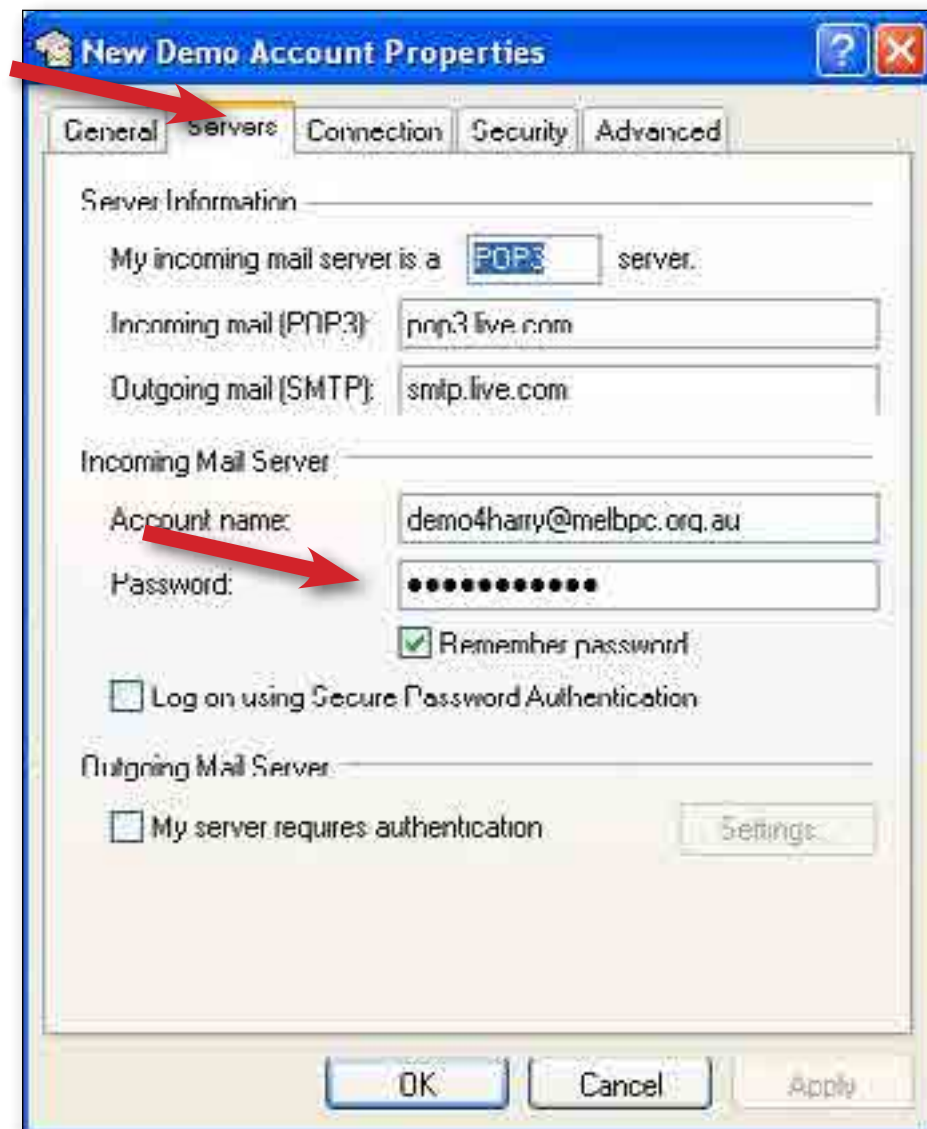 New Demo Account Properties
General Servers Connection Security Advanced
Server Information
My incoming mail server is a POP3 server.
Incoming mail (POP3): pop3.live.com
Outgoing mail (SMTP): smtp.live.com
Incoming Mail Server
Account name: demo4harry@melbpc.org.au
Password: •••••••••••
Remember password
Log on using Secure Password Authentication
Outgoing Mail Server
My server requires authentication Settings...
OK Cancel Apply